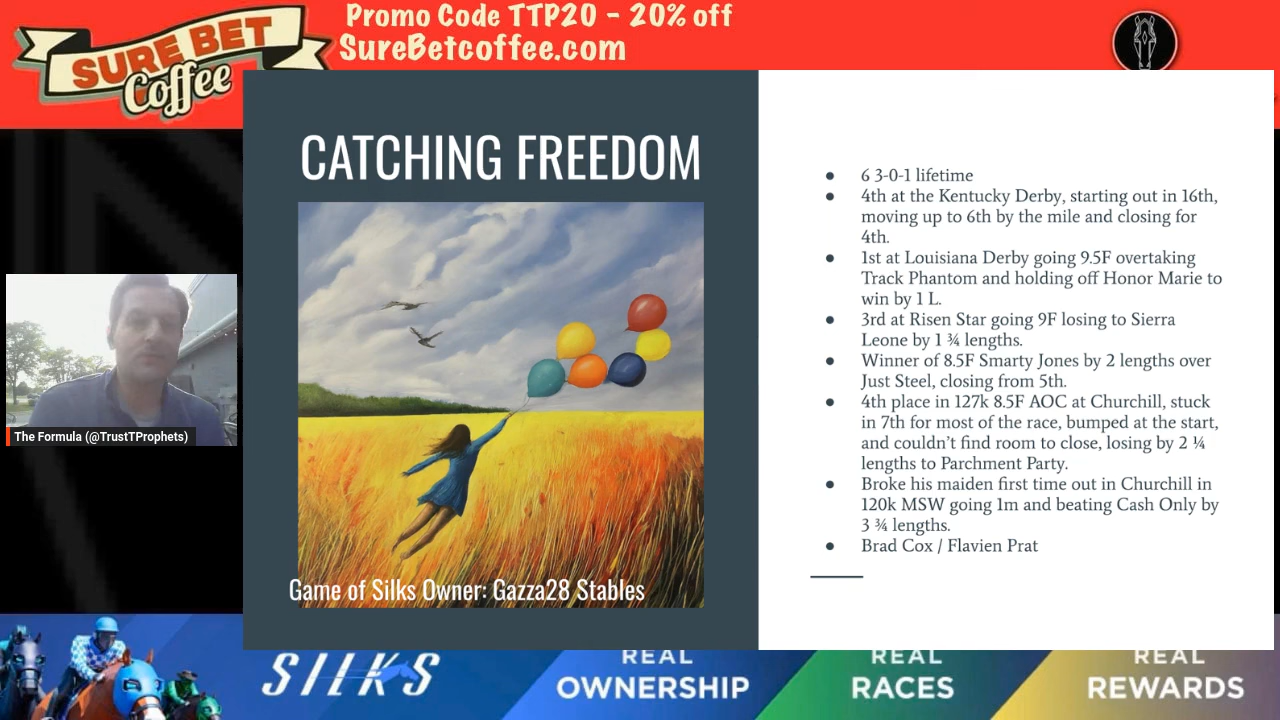 Promo Code TTP20 - 20% off
SURE BET
Coffee
SureBetcoffee.com
CATCHING FREEDOM
● 6 3-0-1 lifetime
● 4th at the Kentucky Derby, starting out in 16th,
moving up to 6th by the mile and closing for
4th.
● 1st at Louisiana Derby going 9.5F overtaking
Track Phantom and holding off Honor Marie to
win by 1 L.
● 3rd at Risen Star going 9F losing to Sierra
Leone by 1 ¾ lengths.
● Winner of 8.5F Smarty Jones by 2 lengths over
Just Steel, closing from 5th.
● 4th place in 127k 8.5F AOC at Churchill, stuck
in 7th for most of the race, bumped at the start,
and couldn't find room to close, losing by 2 ¼
lengths to Parchment Party.
● Broke his maiden first time out in Churchill in
120k MSW going 1m and beating Cash Only by
3 ¾ lengths.
● Brad Cox / Flavien Prat
Game of Silks Owner: Gazza28 Stables
The Formula (@TrustTProphets)
SILKS
REAL
OWNERSHIP
REAL
RACES
REAL
REWARDS